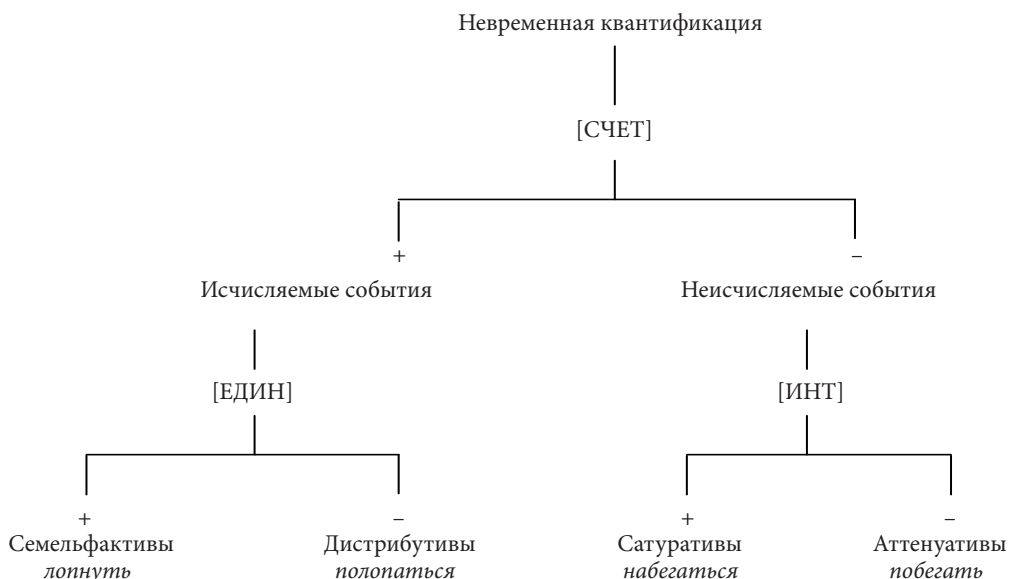 Невременная квантификация
[СЧЕТ]
+ –
Исчисляемые события Неисчисляемые события
[ЕДИН] [ИНТ]
+ – + –
Семельфактивы Дистрибутивы Сатуративы Аттенуативы
лопнуть полопаться набегаться побегать